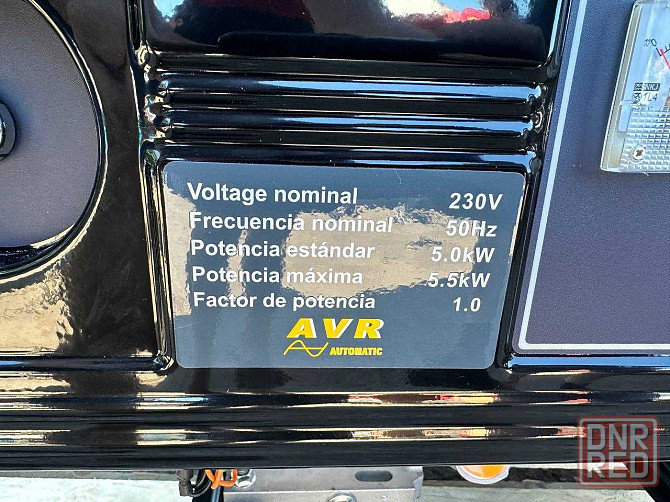 Voltage nominal 230V
Frecuencia nominal 50Hz
Potencia estándar 5.0kW
Potencia máxima 5.5kW
Factor de potencia 1.0
AVR
AUTOMATIC
DNR
RED